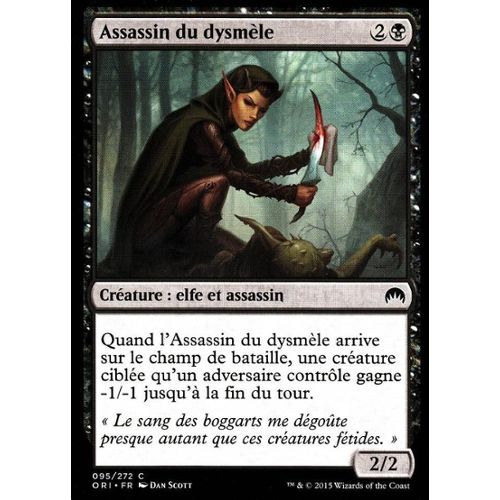 Assassin du dysmèle 2
Créature : elfe et assassin
Quand l'Assassin du dysmèle arrive
sur le champ de bataille, une créature
ciblée qu'un adversaire contrôle gagne
-1/-1 jusqu'à la fin du tour.
« Le sang des boggarts me dégoûte
presque autant que ces créatures fétides. »
2/2
095/272 C
ORI • FR DAN SCOTT
™ & © 2015 Wizards of the Coast